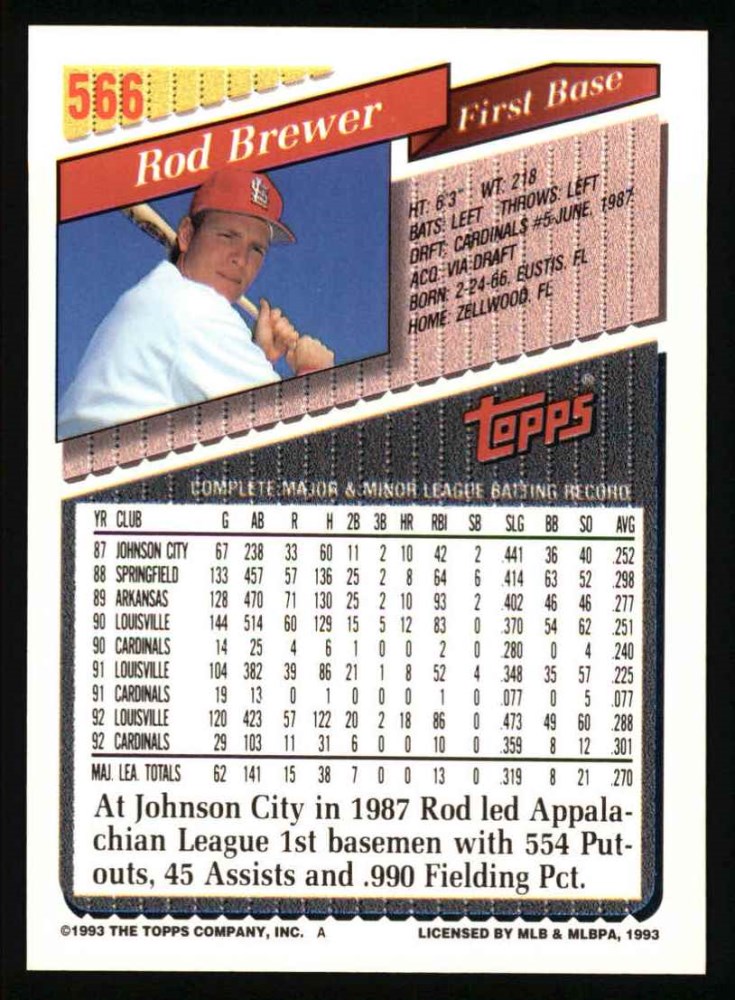 566
Rod Brewer
First Base
HT: 6'3" WT: 218
BATS: LEFT THROWS: LEFT
DRFT: CARDINALS #5-JUNE, 1987
ACQ: VIA DRAFT
BORN: 2-24-66, EUSTIS, FL
HOME: ZELLWOOD, FL
TOPPS®
COMPLETE MAJOR & MINOR LEAGUE BATTING RECORD
YR CLUB G AB R H 2B 3B HR RBI SB SLG BB SO AVG
87 JOHNSON CITY 67 238 33 60 11 2 10 42 2 .441 36 40 .252
88 SPRINGFIELD 133 457 57 136 25 2 8 64 6 .414 63 52 .298
89 ARKANSAS 128 470 71 130 25 2 10 93 2 .402 46 46 .277
90 LOUISVILLE 144 514 60 129 15 5 12 83 0 .370 54 62 .251
90 CARDINALS 14 25 4 6 1 0 0 2 0 .280 0 4 .240
91 LOUISVILLE 104 382 39 86 21 1 8 52 4 .348 35 57 .225
91 CARDINALS 19 13 0 1 0 0 0 1 0 .077 0 5 .077
92 LOUISVILLE 120 423 57 122 20 2 18 86 0 .473 49 60 .288
92 CARDINALS 29 103 11 31 6 0 0 10 0 .359 8 12 .301
MAJ. LEA. TOTALS 62 141 15 38 7 0 0 13 0 .319 8 21 .270
At Johnson City in 1987 Rod led Appala-
chian League 1st basemen with 554 Put-
outs, 45 Assists and .990 Fielding Pct.
©1993 THE TOPPS COMPANY, INC. A
LICENSED BY MLB & MLBPA, 1993